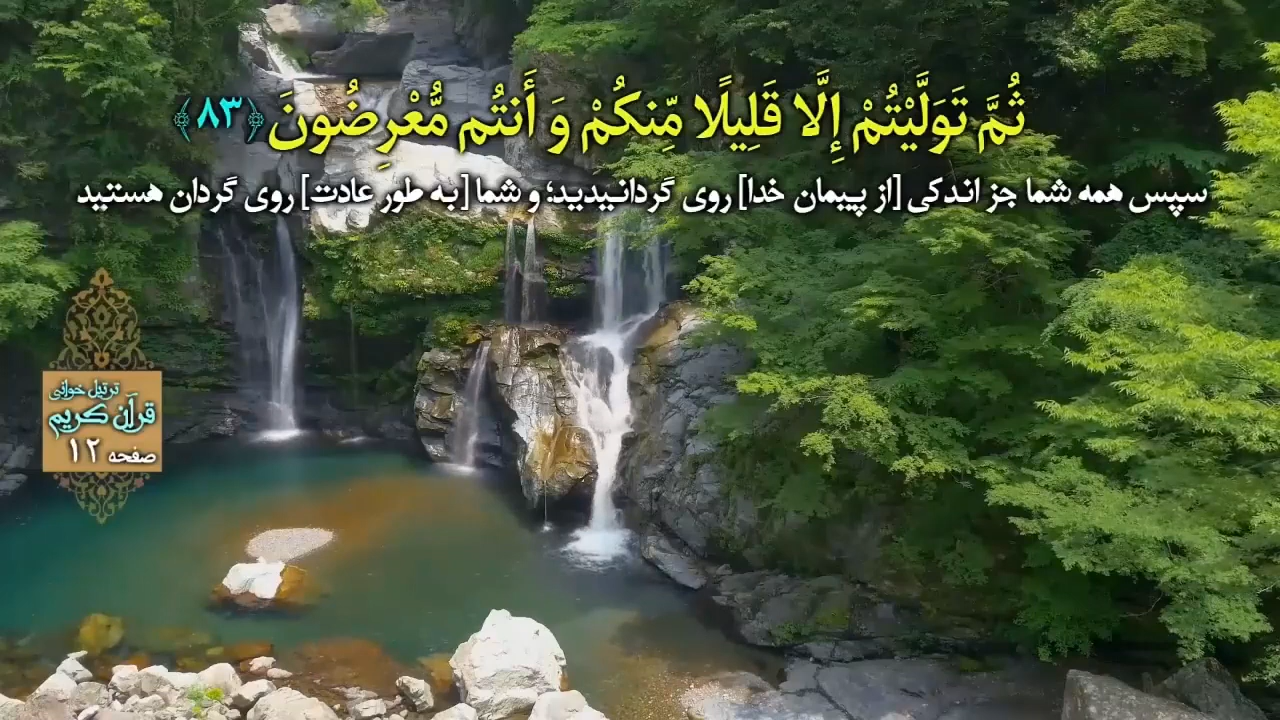 ثُمَّ تَوَلَّيْتُمْ إِلَّا قَلِيلًا مِّنكُمْ وَ أَنتُم مُّعْرِضُونَ ﴿۸۳﴾
سپس همه شما جز اندکی [از پیمان خدا] روی گردانیدید؛ و شما [به طور عادت] روی گردان هستید
ترتیل خوانی
قرآن کریم
صفحه ۱۲